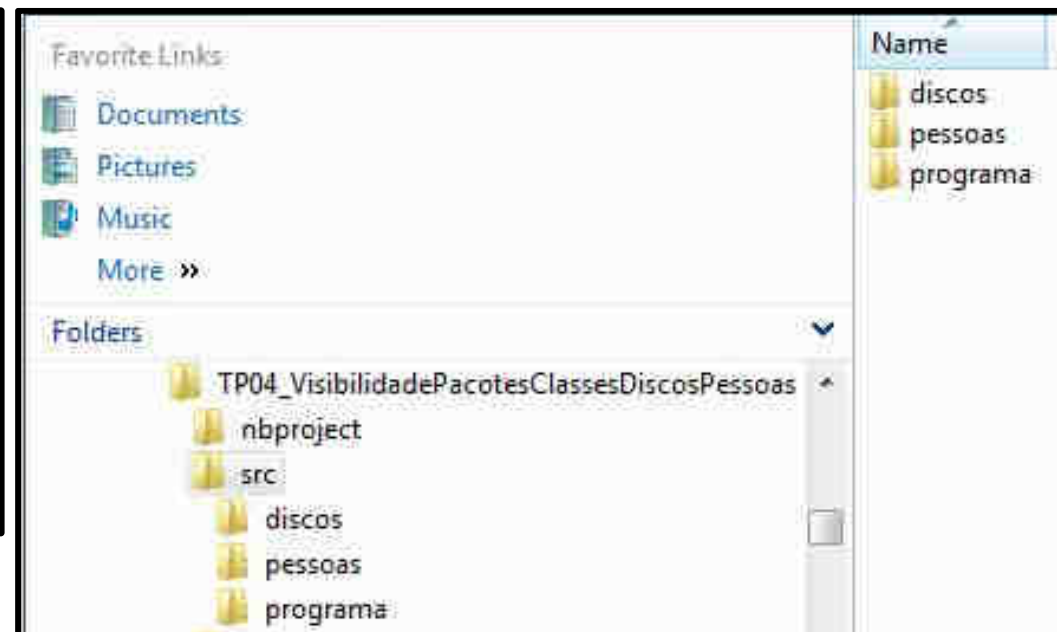 Favorite Links
Documents
Pictures
Music
More »
Folders
TP04_VisibilidadePacotesClassesDiscosPessoas
nbproject
src
discos
pessoas
programa
Name
discos
pessoas
programa